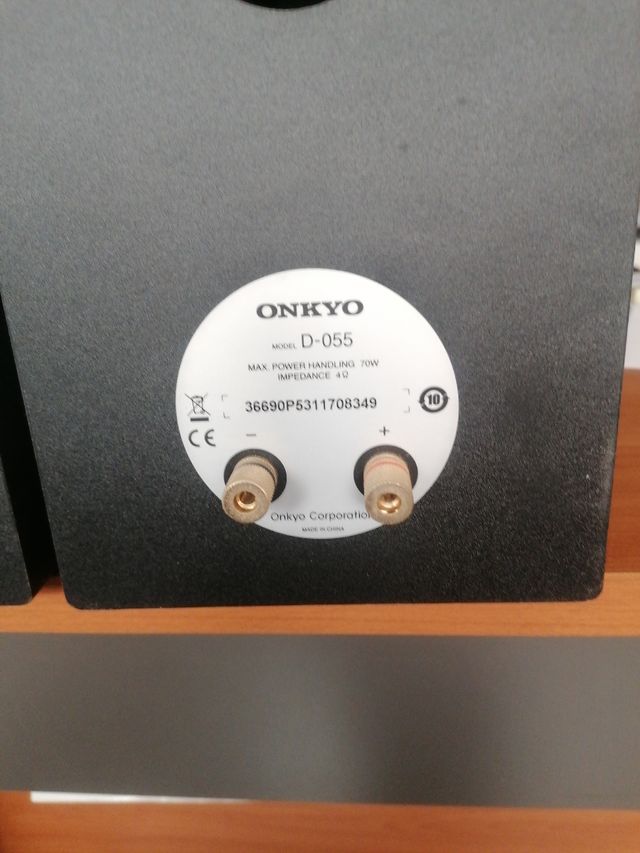 ONKYO
MODEL D-055
MAX. POWER HANDLING 70W
IMPEDANCE 4Ω
36690P5311708349
10
CE
- +
Onkyo Corporation
MADE IN CHINA